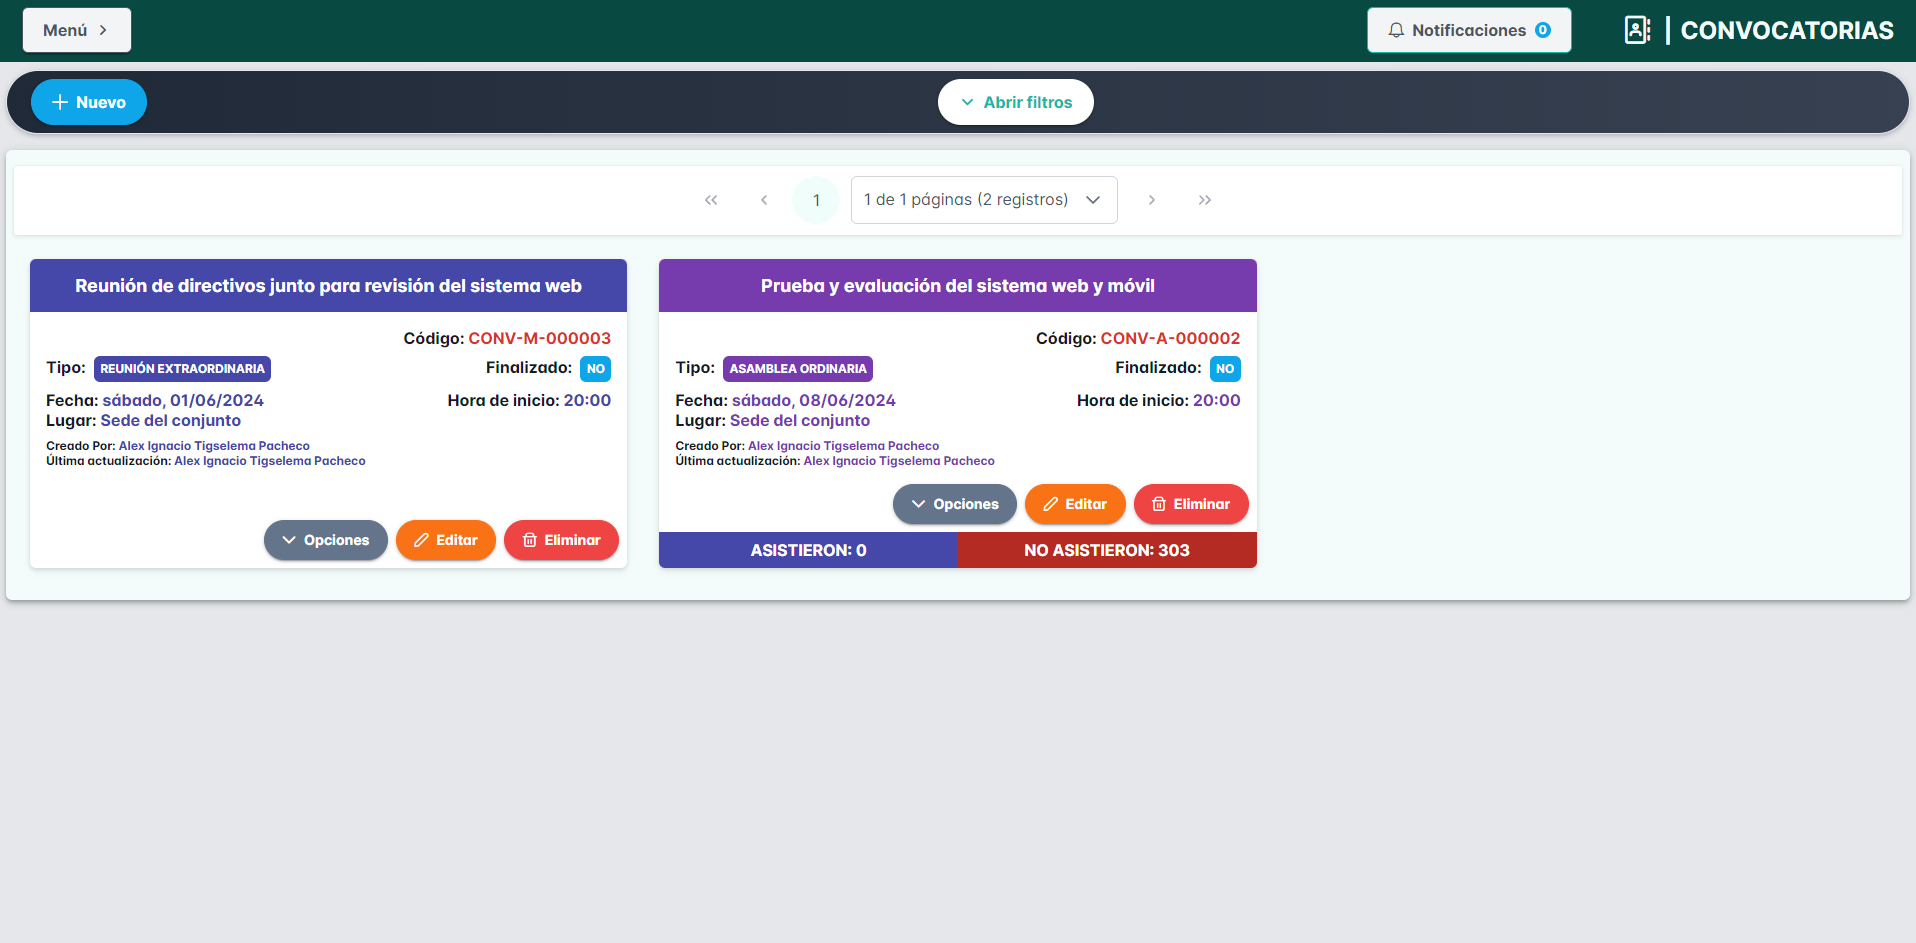 Menú
Notificaciones 0
CONVOCATORIAS
Nuevo
Abrir filtros
1
1 de 1 páginas (2 registros)
Reunión de directivos junto para revisión del sistema web
Código: CONV-M-000003
Tipo: REUNIÓN EXTRAORDINARIA
Finalizado: NO
Fecha: sábado, 01/06/2024
Hora de inicio: 20:00
Lugar: Sede del conjunto
Creado Por: Alex Ignacio Tigselema Pacheco
Última actualización: Alex Ignacio Tigselema Pacheco
Opciones
Editar
Eliminar
Prueba y evaluación del sistema web y móvil
Código: CONV-A-000002
Tipo: ASAMBLEA ORDINARIA
Finalizado: NO
Fecha: sábado, 08/06/2024
Hora de inicio: 20:00
Lugar: Sede del conjunto
Creado Por: Alex Ignacio Tigselema Pacheco
Última actualización: Alex Ignacio Tigselema Pacheco
Opciones
Editar
Eliminar
ASISTIERON: 0
NO ASISTIERON: 303